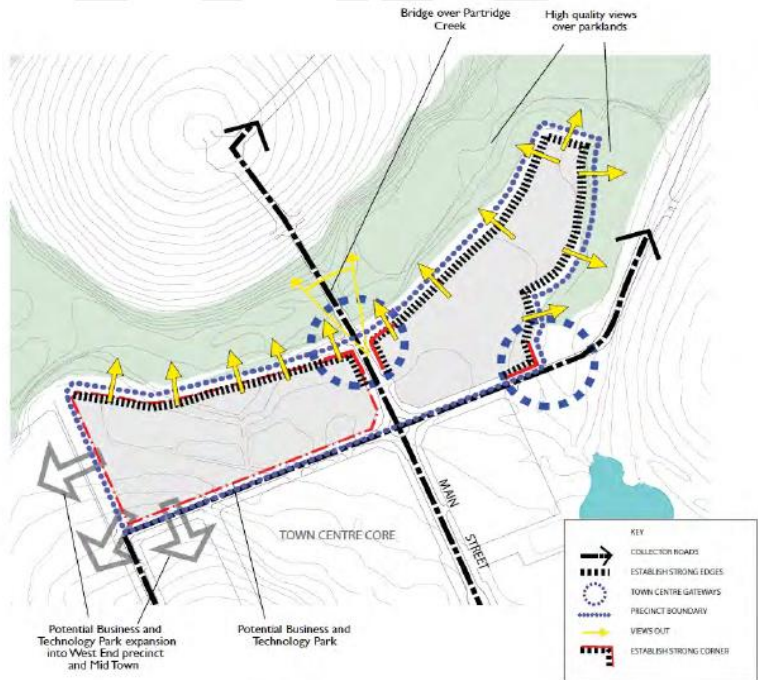 Bridge over Partridge
Creek
High quality views
over parklands
MAIN
STREET
TOWN CENTRE CORE
KEY
COLLECTOR ROADS
ESTABLISH STRONG EDGES
TOWN CENTRE GATEWAYS
PRECINCT BOUNDARY
VIEWS OUT
ESTABLISH STRONG CORNER
Potential Business and
Technology Park expansion
into West End precinct
and Mid Town
Potential Business and
Technology Park